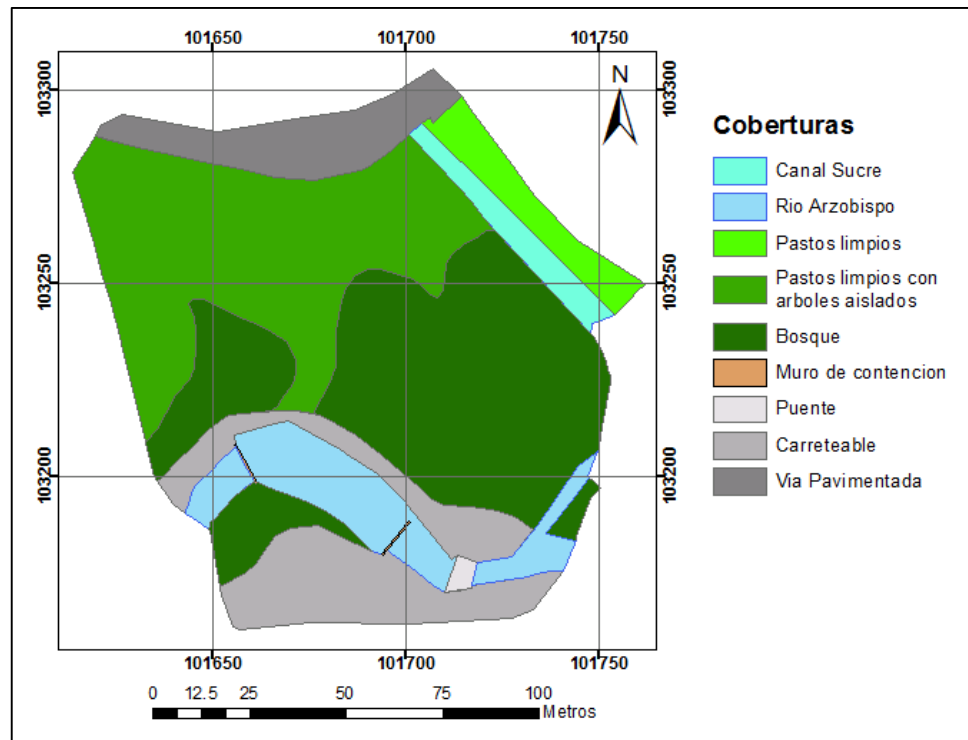 101650 101700 101750
103300 103300
N
103250 103250
103200 103200
101650 101700 101750
0 12.5 25 50 75 100
Metros
Coberturas
Canal Sucre
Rio Arzobispo
Pastos limpios
Pastos limpios con
arboles aislados
Bosque
Muro de contencion
Puente
Carreteable
Via Pavimentada